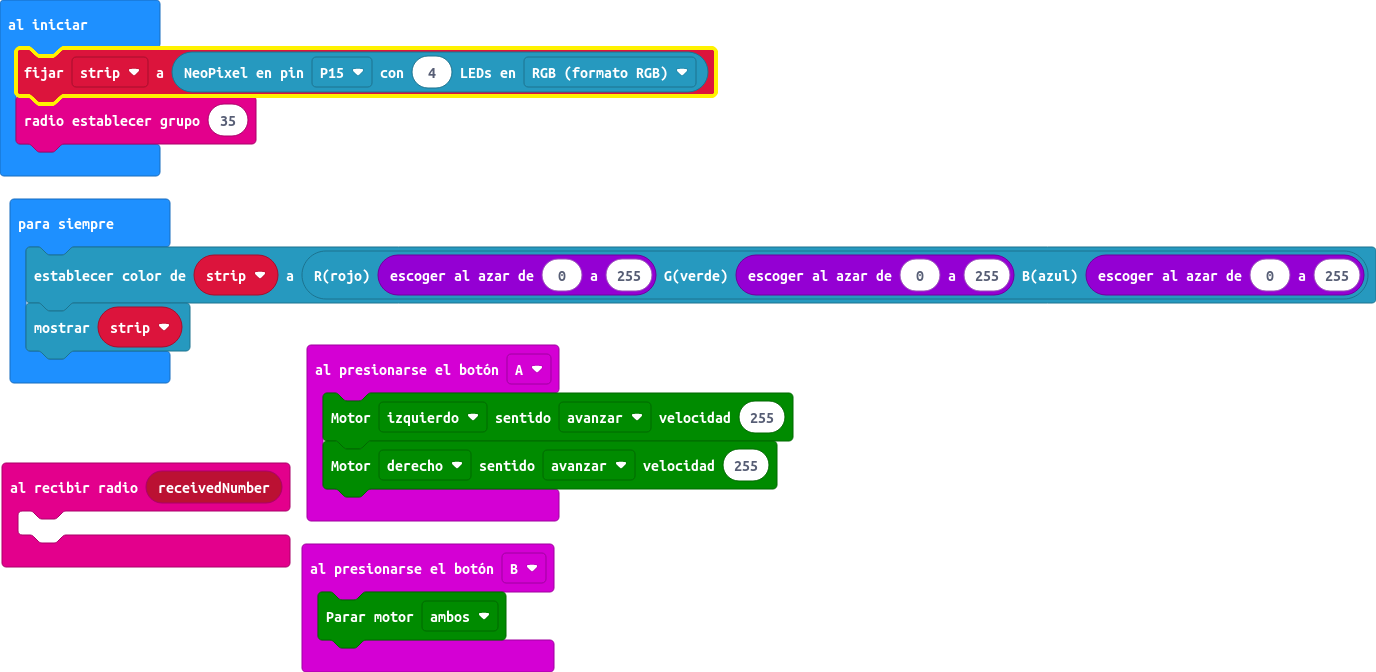 al iniciar
fijar strip a NeoPixel en pin P15 con 4 LEDs en RGB (formato RGB)
radio establecer grupo 35
para siempre
establecer color de strip a R(rojo) escoger al azar de 0 a 255 G(verde) escoger al azar de 0 a 255 B(azul) escoger al azar de 0 a 255
mostrar strip
al presionarse el botón A
Motor izquierdo sentido avanzar velocidad 255
Motor derecho sentido avanzar velocidad 255
al recibir radio receivedNumber
al presionarse el botón B
Parar motor ambos